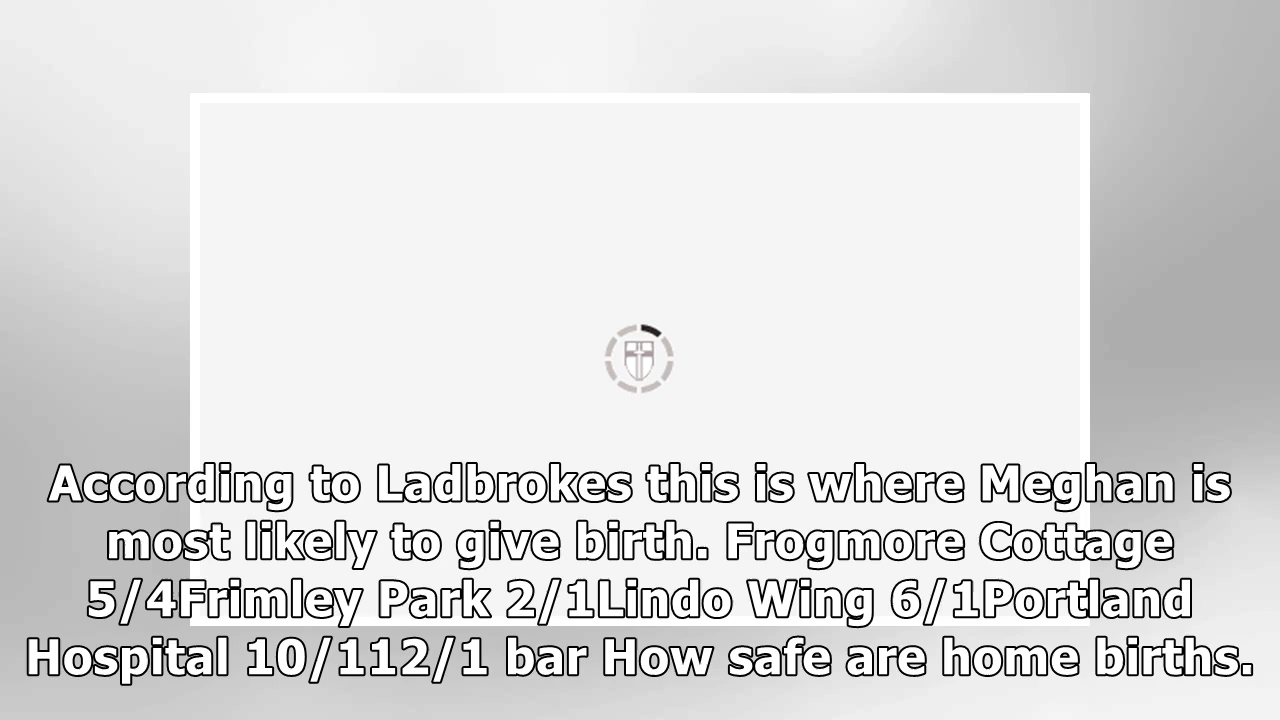 According to Ladbrokes this is where Meghan is
most likely to give birth. Frogmore Cottage
5/4Frimley Park 2/1Lindo Wing 6/1Portland
Hospital 10/112/1 bar How safe are home births.